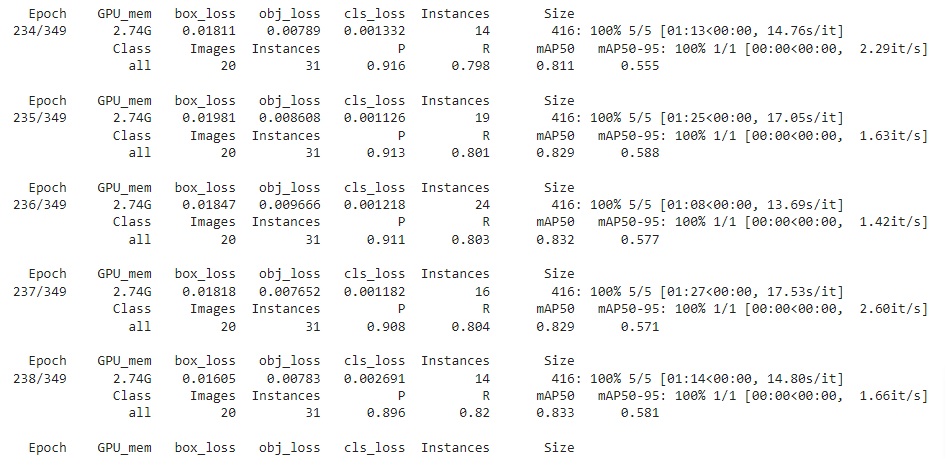 Epoch GPU_mem box_loss obj_loss cls_loss Instances Size
234/349 2.74G 0.01811 0.00789 0.001332 14 416: 100% 5/5 [01:13<00:00, 14.76s/it]
Class Images Instances P R mAP50 mAP50-95: 100% 1/1 [00:00<00:00, 2.29it/s]
all 20 31 0.916 0.798 0.811 0.555
Epoch GPU_mem box_loss obj_loss cls_loss Instances Size
235/349 2.74G 0.01981 0.008608 0.001126 19 416: 100% 5/5 [01:25<00:00, 17.05s/it]
Class Images Instances P R mAP50 mAP50-95: 100% 1/1 [00:00<00:00, 1.63it/s]
all 20 31 0.913 0.801 0.829 0.588
Epoch GPU_mem box_loss obj_loss cls_loss Instances Size
236/349 2.74G 0.01847 0.009666 0.001218 24 416: 100% 5/5 [01:08<00:00, 13.69s/it]
Class Images Instances P R mAP50 mAP50-95: 100% 1/1 [00:00<00:00, 1.42it/s]
all 20 31 0.911 0.803 0.832 0.577
Epoch GPU_mem box_loss obj_loss cls_loss Instances Size
237/349 2.74G 0.01818 0.007652 0.001182 16 416: 100% 5/5 [01:27<00:00, 17.53s/it]
Class Images Instances P R mAP50 mAP50-95: 100% 1/1 [00:00<00:00, 2.60it/s]
all 20 31 0.908 0.804 0.829 0.571
Epoch GPU_mem box_loss obj_loss cls_loss Instances Size
238/349 2.74G 0.01605 0.00783 0.002691 14 416: 100% 5/5 [01:14<00:00, 14.80s/it]
Class Images Instances P R mAP50 mAP50-95: 100% 1/1 [00:00<00:00, 1.66it/s]
all 20 31 0.896 0.82 0.833 0.581
Epoch GPU_mem box_loss obj_loss cls_loss Instances Size